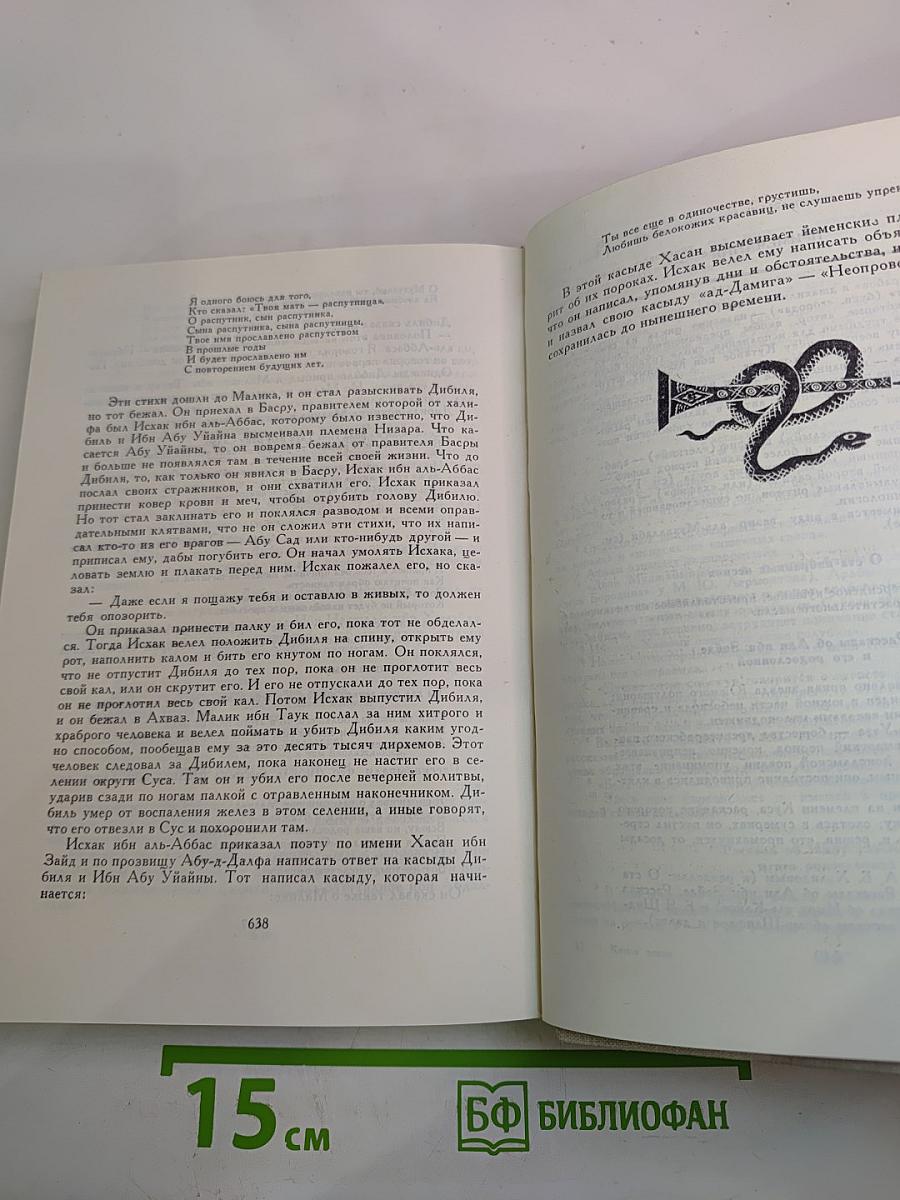 Я одного боюсь для того,
Кто сказал: «Твоя мать — распутница,
О распутник, сын распутника,
Сына распутника, сына распутницы,
Твое имя прославлено распутством
В прошлые годы
И будет прославлено им
С повторением будущих лет.
Эти стихи дошли до Малика, и он стал разыскивать Дибиля,
но тот бежал. Он приехал в Басру, правителем которой от хали-
фа был Исхак ибн аль-Аббас, которому было известно, что Ди-
биль и Ибн Абу Уйайна высмеивали племена Низара. Что ка-
сается Абу Уйайны, то он вовремя бежал от правителя Басры
и больше не появлялся там в течение всей своей жизни. Что до
Дибиля, то, как только он явился в Басру, Исхак ибн аль-Аббас
послал своих стражников, и они схватили его. Исхак приказал
принести ковер крови и меч, чтобы отрубить голову Дибилю.
Но тот стал заклинать его и поклялся разводом и всеми оправ-
дательными клятвами, что не он сложил эти стихи, что их напи-
сал кто-то из его врагов — Абу Сад или кто-нибудь другой — и
приписал ему, дабы погубить его. Он начал умолять Исхака, це-
ловать землю и плакать перед ним. Исхак пожалел его, но ска-
зал:
— Даже если я пощажу тебя и оставлю в живых, то должен
тебя опозорить.
Он приказал принести палку и бил его, пока тот не обделал-
ся. Тогда Исхак велел положить Дибиля на спину, открыть ему
рот, наполнить калом и бить его кнутом по ногам. Он поклялся,
что не отпустит Дибиля до тех пор, пока он не проглотит весь
свой кал, или он скрутит его. И его не отпускали до тех пор, пока
он не проглотил весь свой кал. Потом Исхак выпустил Дибиля,
и он бежал в Ахваз. Малик ибн Таук послал за ним хитрого и
храброго человека и велел поймать и убить Дибиля каким угод-
но способом, пообещав ему за это десять тысяч дирхемов. Этот
человек следовал за Дибилем, пока наконец не настиг его в се-
лении округи Суса. Там он и убил его после вечерней молитвы,
ударив сзади по ногам палкой с отравленным наконечником. Ди-
биль умер от воспаления желез в этом селении, а иные говорят,
что его отвезли в Сус и похоронили там.
Исхак ибн аль-Аббас приказал поэту по имени Хасан ибн
Зайд и по прозвищу Абу-д-Далфа написать ответ на касыды Ди-
биля и Ибн Абу Уйайны. Тот написал касыду, которая начи-
нается:
638
Ты все еще в одиночестве, грустишь,
Любишь белокожих красавиц, не слушаешь
В этой касыде Хасан высмеивает йеменские
рит об их пороках. Исхак велел ему написать
что он написал, упомянув дни и обстоятельства,
и назвал свою касыду «ад-Дамига» —
сохранилась до нынешнего времени.
15 см
БФ БИБЛИОФАН